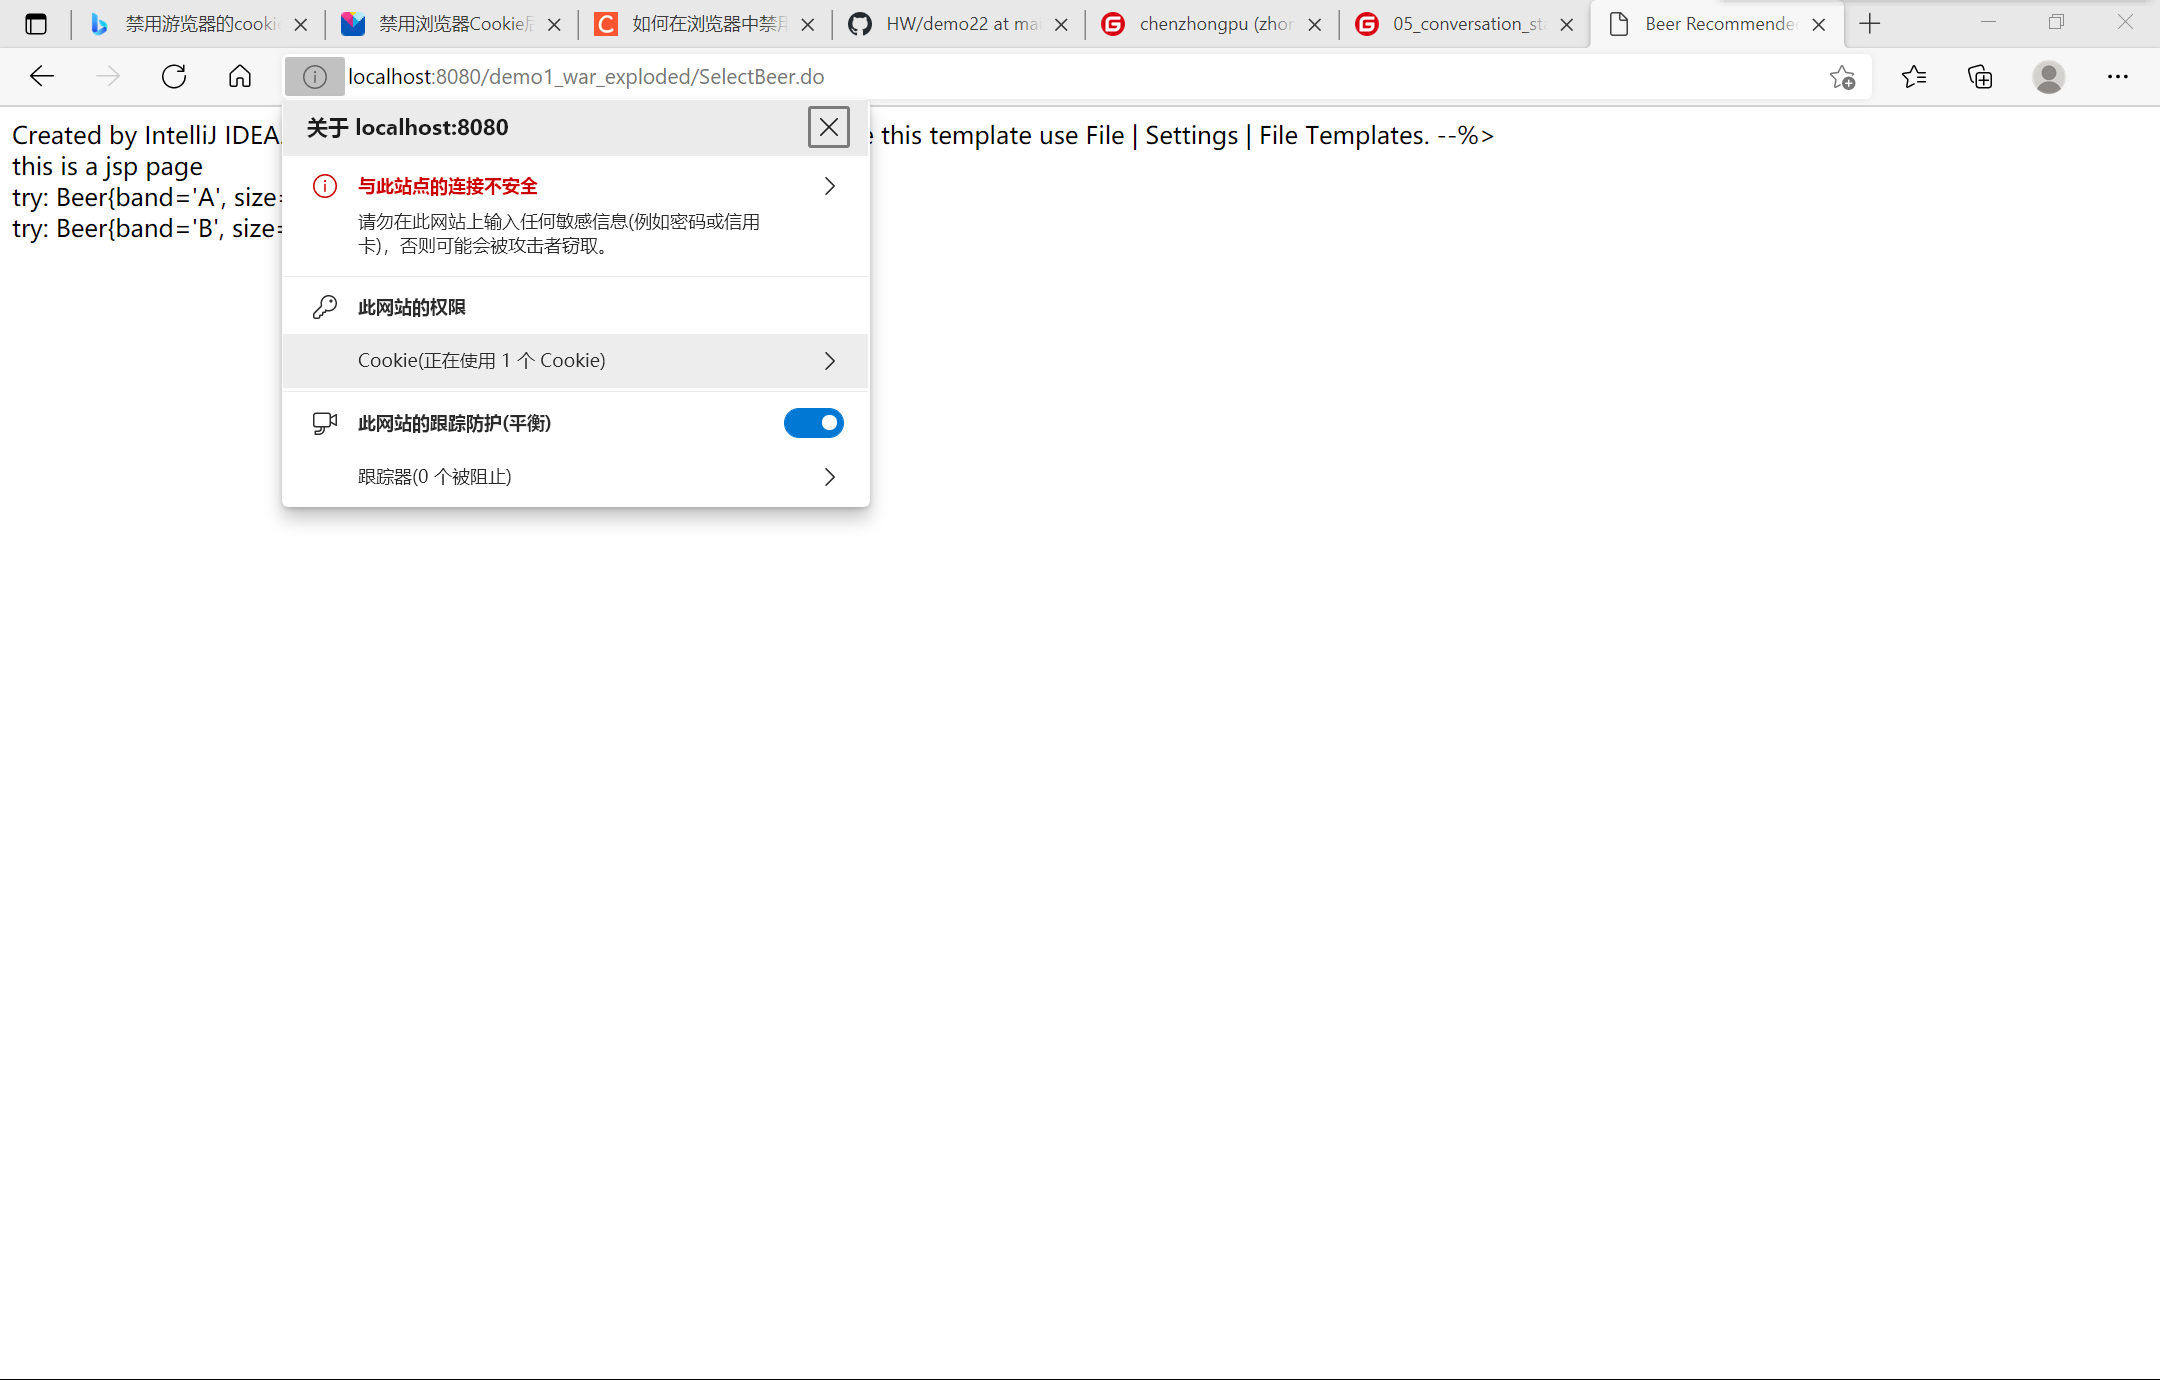 禁用游览器的cooki
禁用浏览器Cookie后
如何在浏览器中禁用
HW/demo22 at mai
chenzhongpu (zhon
05_conversation_sta
Beer Recommender
localhost:8080/demo1_war_exploded/SelectBeer.do
Created by IntelliJ IDEA. this template use File | Settings | File Templates. --%>
this is a jsp page
try: Beer{band='A', size=
try: Beer{band='B', size=
关于 localhost:8080
与此站点的连接不安全
请勿在此网站上输入任何敏感信息(例如密码或信用
卡)，否则可能会被攻击者窃取。
此网站的权限
Cookie(正在使用 1 个 Cookie)
此网站的跟踪防护(平衡)
跟踪器(0 个被阻止)